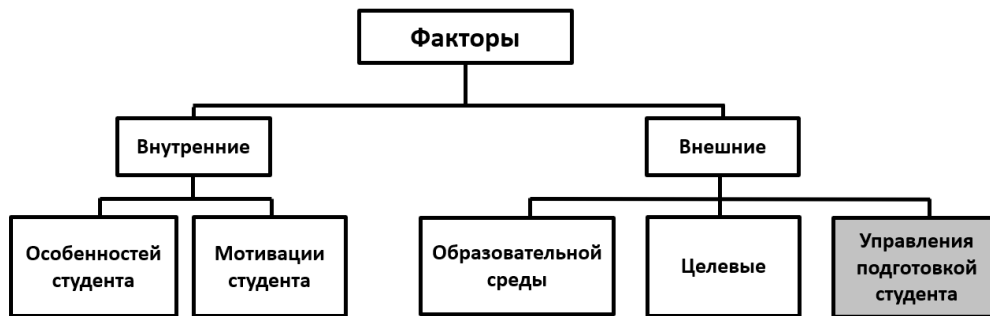 Факторы
Внутренние
Внешние
Особенностей
студента
Мотивации
студента
Образовательной
среды
Целевые
Управления
подготовкой
студента